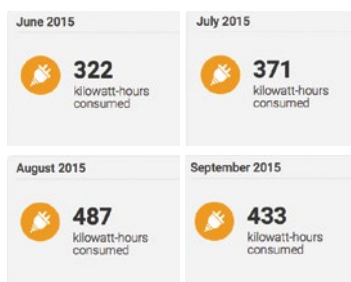 June 2015
322
kilowatt-hours
consumed
July 2015
371
kilowatt-hours
consumed
August 2015
487
kilowatt-hours
consumed
September 2015
433
kilowatt-hours
consumed